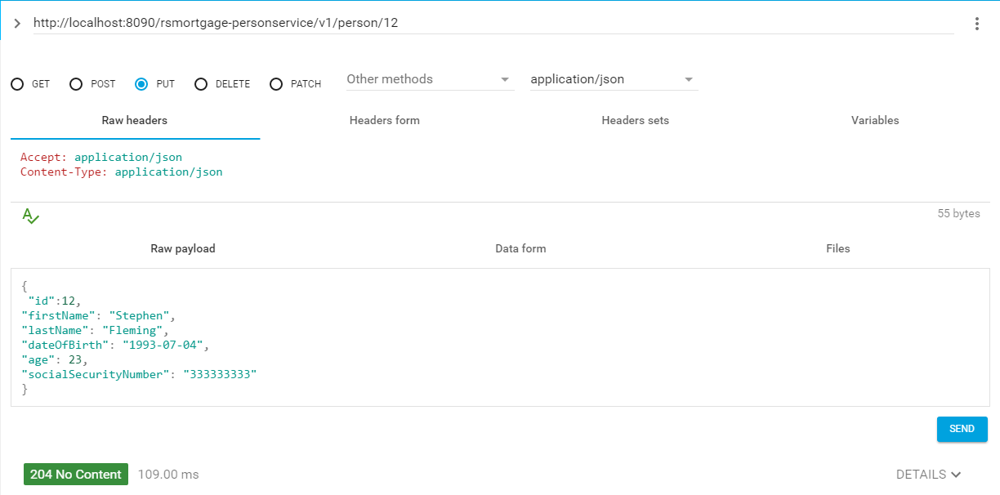 http://localhost:8090/rsmortgage-personservice/v1/person/12
GET POST PUT DELETE PATCH Other methods application/json
Raw headers Headers form Headers sets Variables
Accept: application/json
Content-Type: application/json
55 bytes
Raw payload Data form Files
{
"id":12,
"firstName": "Stephen",
"lastName": "Fleming",
"dateOfBirth": "1993-07-04",
"age": 23,
"socialSecurityNumber": "333333333"
}
SEND
204 No Content 109.00 ms DETAILS